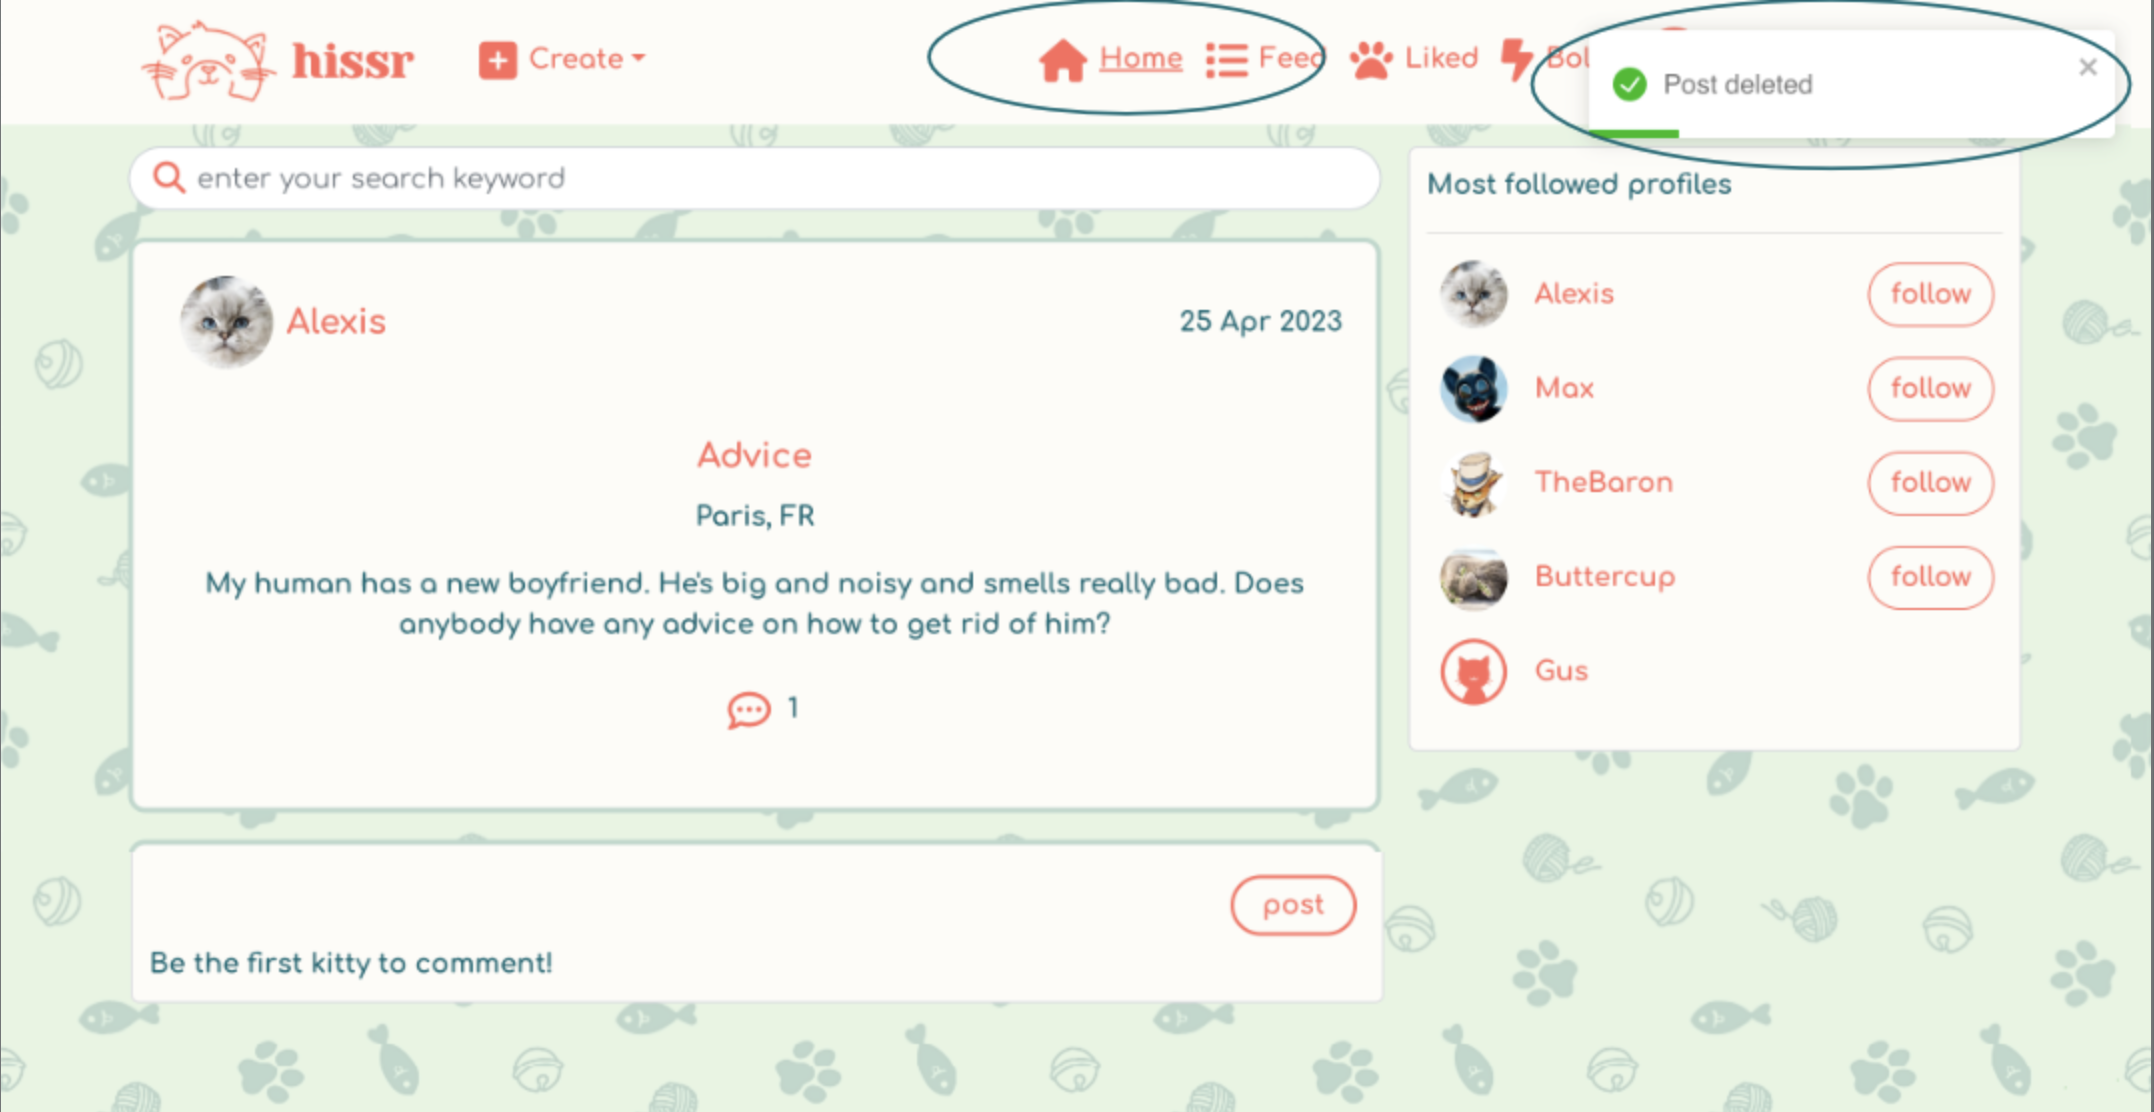 hissr
Create
Home
Feed
Liked
Post deleted
enter your search keyword
Alexis
25 Apr 2023
Advice
Paris, FR
My human has a new boyfriend. He's big and noisy and smells really bad. Does
anybody have any advice on how to get rid of him?
1
post
Be the first kitty to comment!
Most followed profiles
Alexis follow
Max follow
TheBaron follow
Buttercup follow
Gus